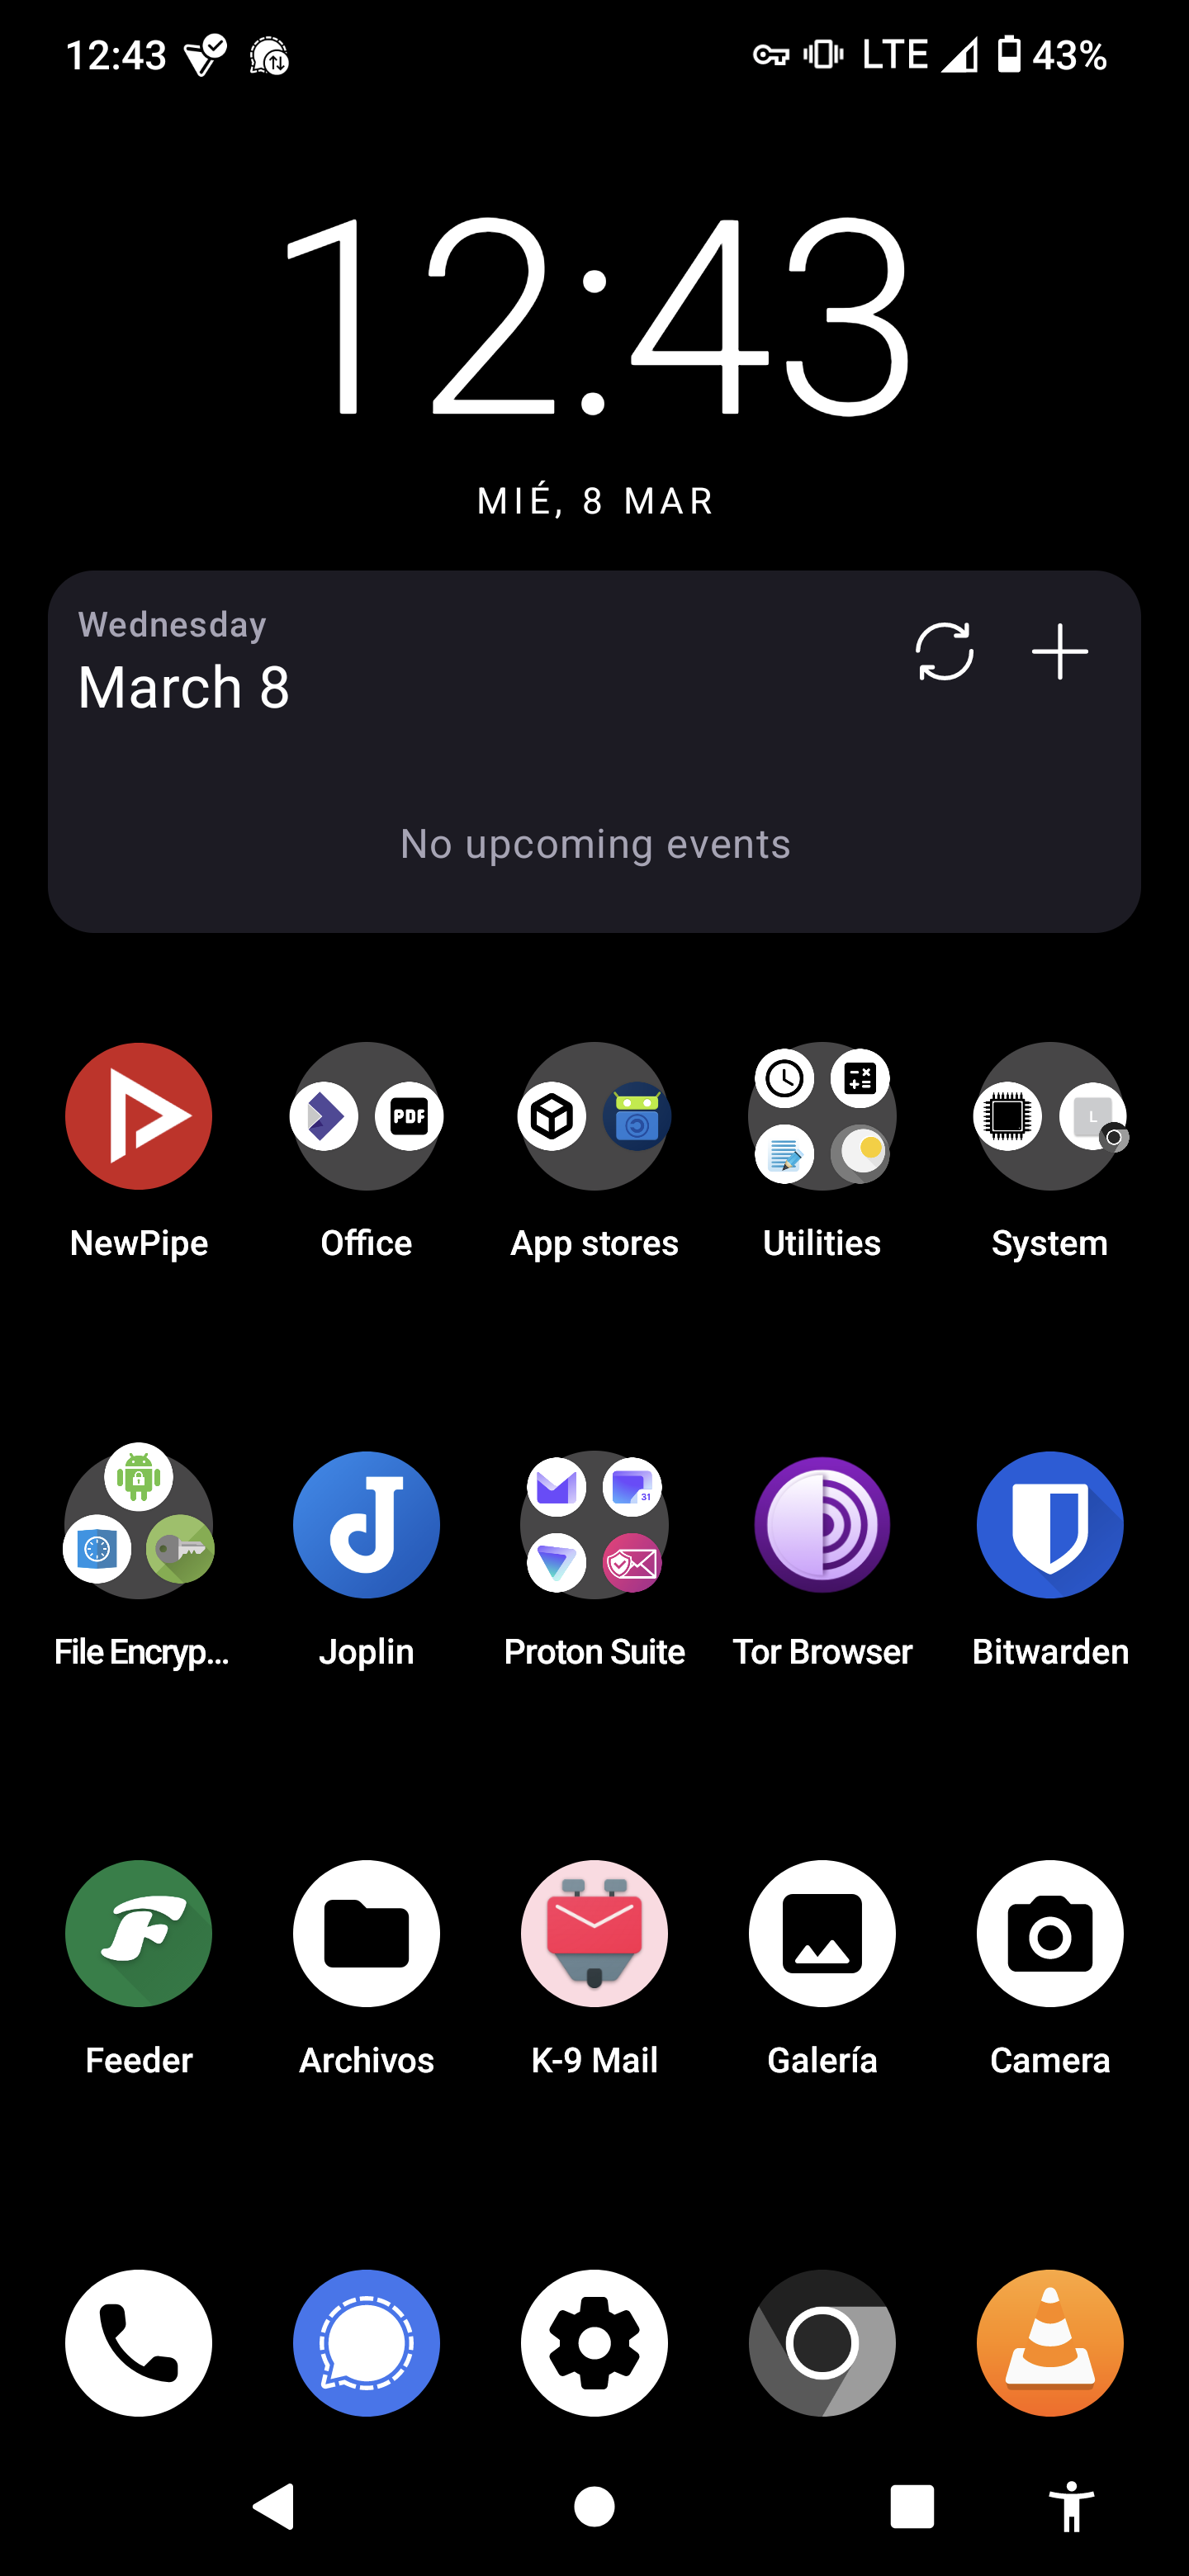 12:43 LTE 43%
12:43
MIÉ, 8 MAR
Wednesday
March 8
No upcoming events
PDF
L
NewPipe Office App stores Utilities System
31
File Encryp... Joplin Proton Suite Tor Browser Bitwarden
Feeder Archivos K-9 Mail Galería Camera